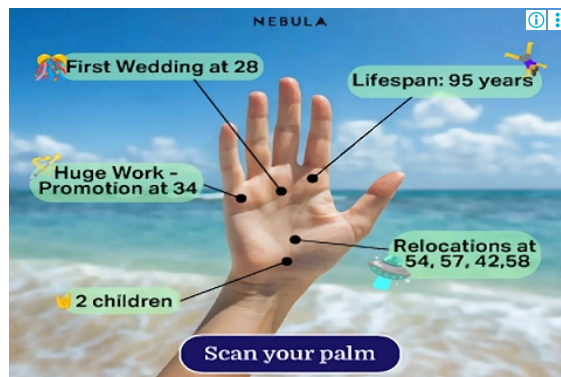 NEBULA
First Wedding at 28
Lifespan: 95 years
Huge Work -
Promotion at 34
Relocations at
54, 57, 42,58
2 children
Scan your palm